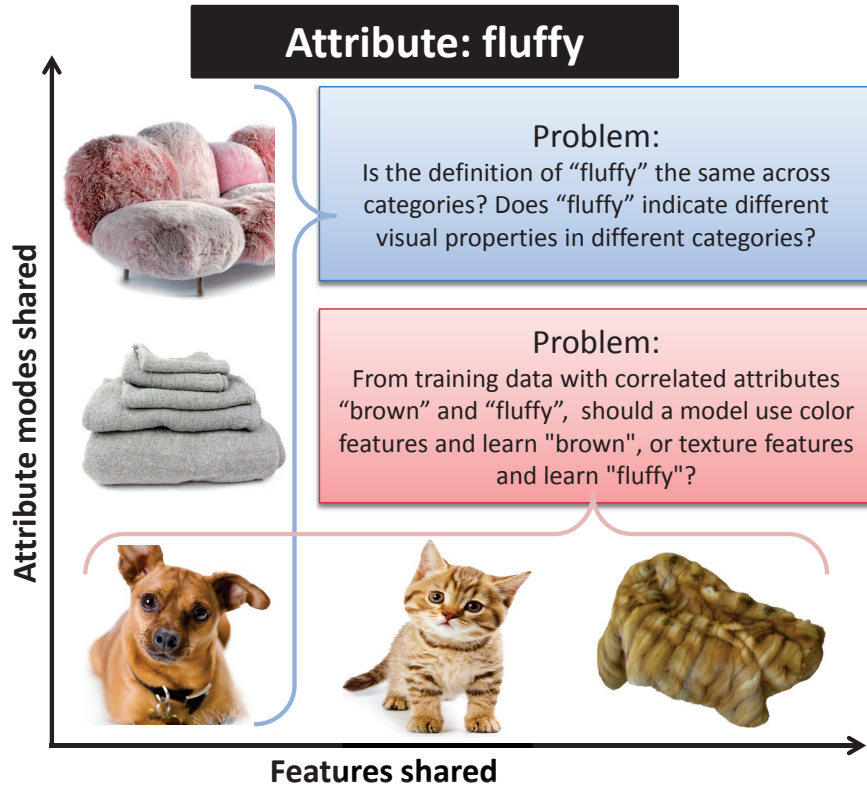 Attribute: fluffy
Problem:
Is the definition of “fluffy” the same across
categories? Does “fluffy” indicate different
visual properties in different categories?
Problem:
From training data with correlated attributes
“brown” and “fluffy”, should a model use color
features and learn "brown", or texture features
and learn "fluffy"?
Attribute modes shared
Features shared